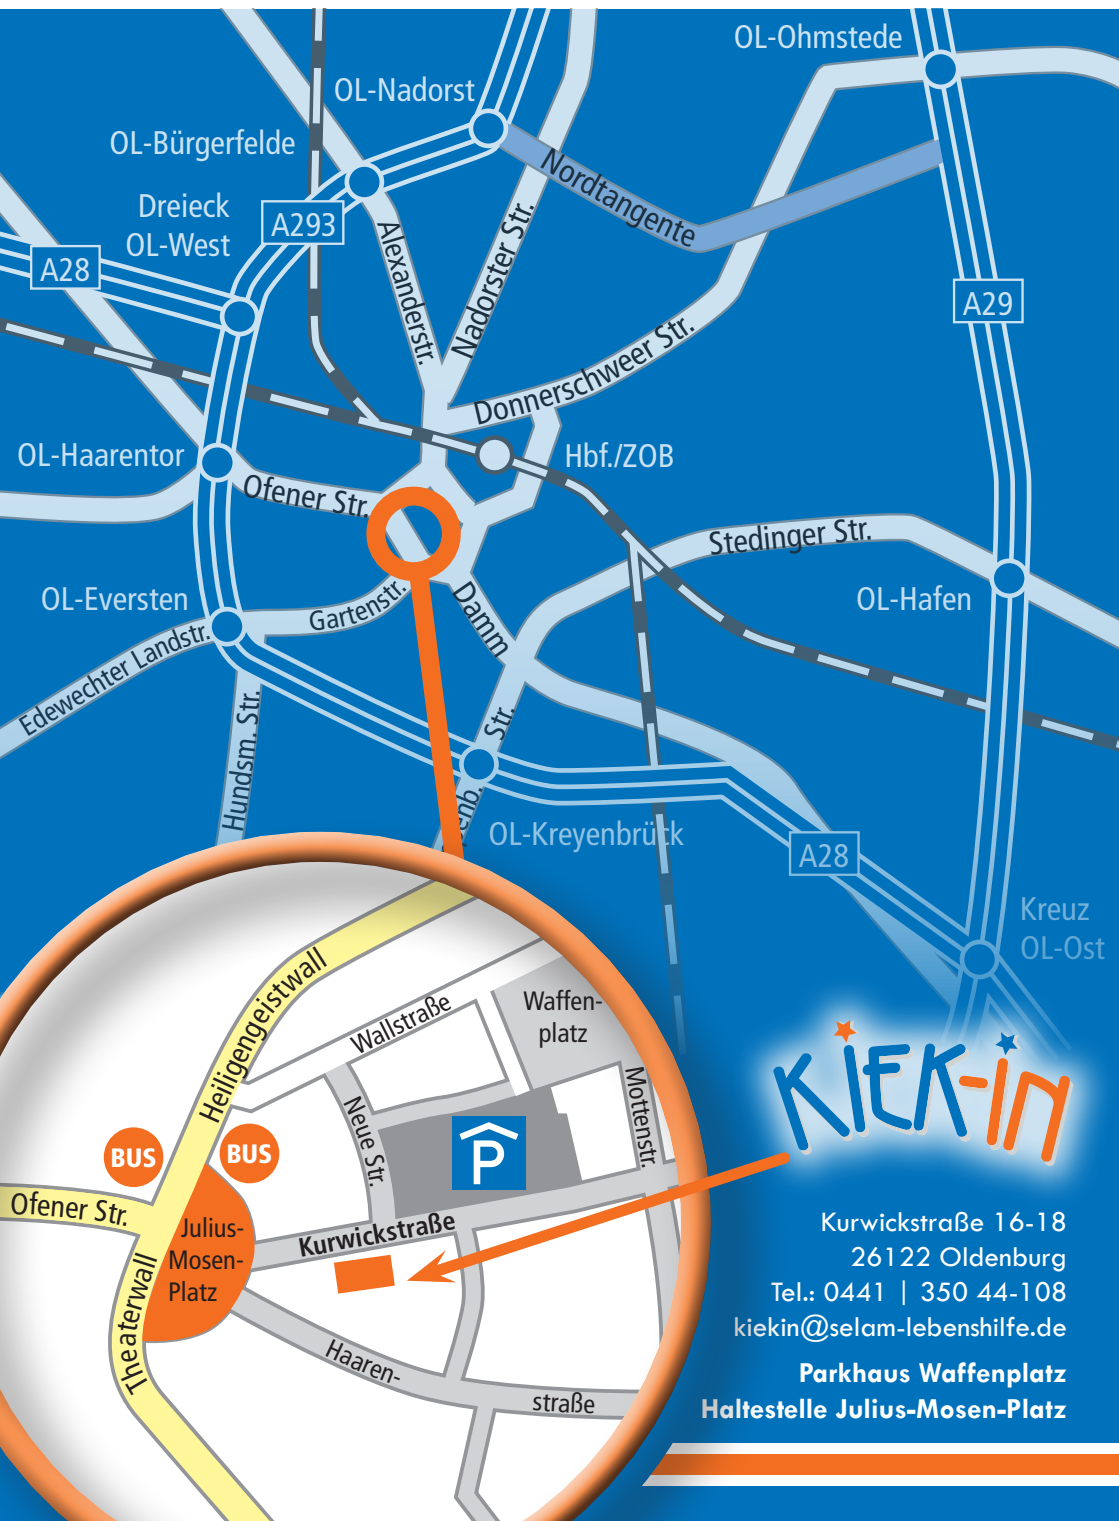 OL-Ohmstede
OL-Nadorst
OL-Bürgerfelde
Nordtangente
Dreieck
OL-West
A293
A28
Alexanderstr.
Nadorster Str.
A29
Donnerschweer Str.
OL-Haarentor
Hbf./ZOB
Ofener Str.
Stedinger Str.
OL-Eversten
Gartenstr.
Damm
OL-Hafen
Edewechter Landstr.
Hundsm. Str.
Str.
OL-Kreyenbrück
A28
Kreuz
OL-Ost
Heiligengeistwall
Wallstraße
Waffen-
platz
Neue Str.
Mottenstr.
P
BUS
BUS
Ofener Str.
Julius-
Mosen-
Platz
Kurwickstraße
Theaterwall
Haaren-
straße
KIEK-IN
Kurwickstraße 16-18
26122 Oldenburg
Tel.: 0441 | 350 44-108
kiekin@selam-lebenshilfe.de
Parkhaus Waffenplatz
Haltestelle Julius-Mosen-Platz